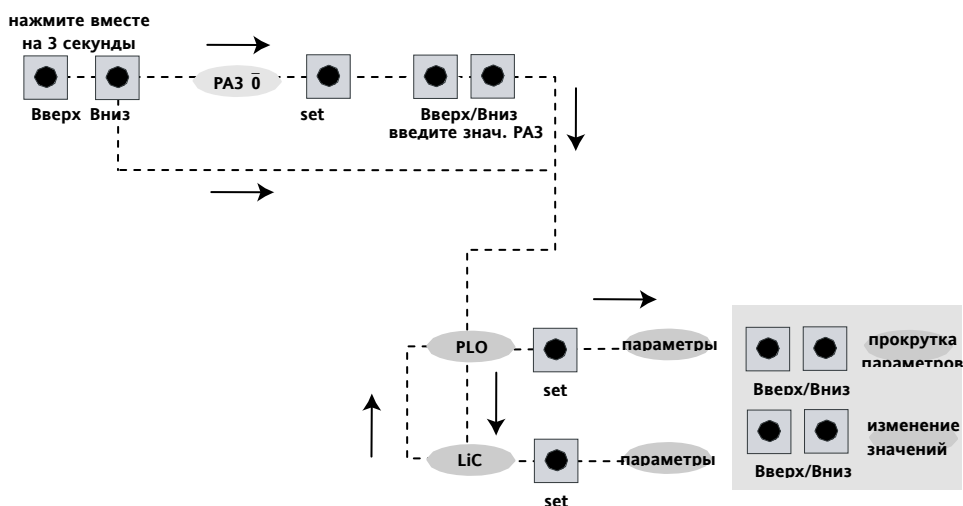 нажмите вместе
на 3 секунды
PA3 0̅
Вверх Вниз
set
Вверх/Вниз
введите знач. PA3
PLO
set
параметры
прокрутка
параметров
Вверх/Вниз
LiC
set
параметры
изменение
значений
Вверх/Вниз